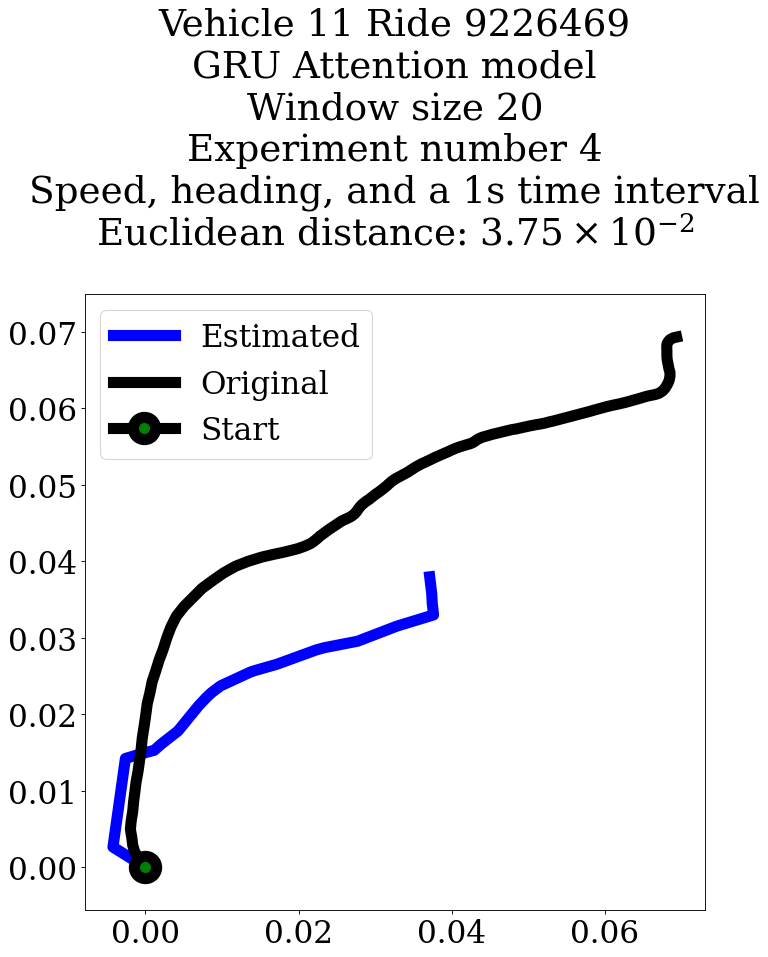 Vehicle 11 Ride 9226469
GRU Attention model
Window size 20
Experiment number 4
Speed, heading, and a 1s time interval
Euclidean distance: 3.75 × 10⁻²
Estimated
Original
Start
0.07
0.06
0.05
0.04
0.03
0.02
0.01
0.00
0.00 0.02 0.04 0.06